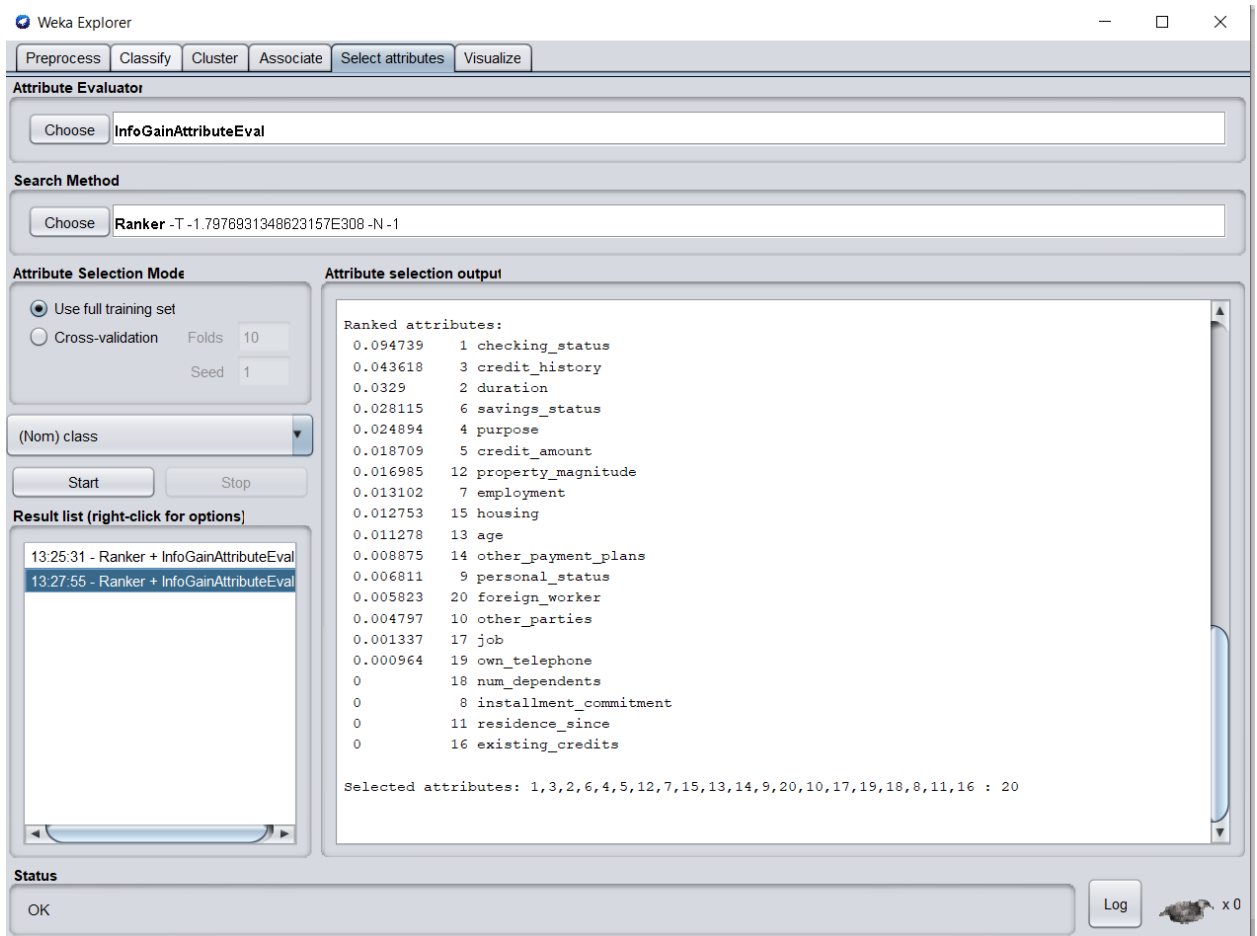 Weka Explorer
Preprocess Classify Cluster Associate Select attributes Visualize
Attribute Evaluator
Choose InfoGainAttributeEval
Search Method
Choose Ranker -T -1.7976931348623157E308 -N -1
Attribute Selection Mode
Use full training set
Cross-validation Folds 10
Seed 1
(Nom) class
Start Stop
Result list (right-click for options)
13:25:31 - Ranker + InfoGainAttributeEval
13:27:55 - Ranker + InfoGainAttributeEval
Attribute selection output
Ranked attributes:
0.094739 1 checking_status
0.043618 3 credit_history
0.0329 2 duration
0.028115 6 savings_status
0.024894 4 purpose
0.018709 5 credit_amount
0.016985 12 property_magnitude
0.013102 7 employment
0.012753 15 housing
0.011278 13 age
0.008875 14 other_payment_plans
0.006811 9 personal_status
0.005823 20 foreign_worker
0.004797 10 other_parties
0.001337 17 job
0.000964 19 own_telephone
0 18 num_dependents
0 8 installment_commitment
0 11 residence_since
0 16 existing_credits
Selected attributes: 1,3,2,6,4,5,12,7,15,13,14,9,20,10,17,19,18,8,11,16 : 20
Status
OK
Log
x 0